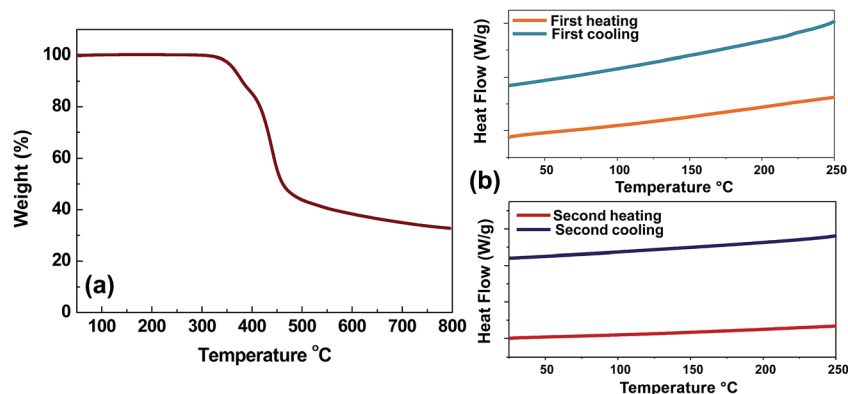 120
100
80
60
40
20
0
Weight (%)
(a)
100 200 300 400 500 600 700 800
Temperature °C
First heating
First cooling
Heat Flow (W/g)
50 100 150 200 250
Temperature °C
(b)
Second heating
Second cooling
Heat Flow (W/g)
50 100 150 200 250
Temperature °C